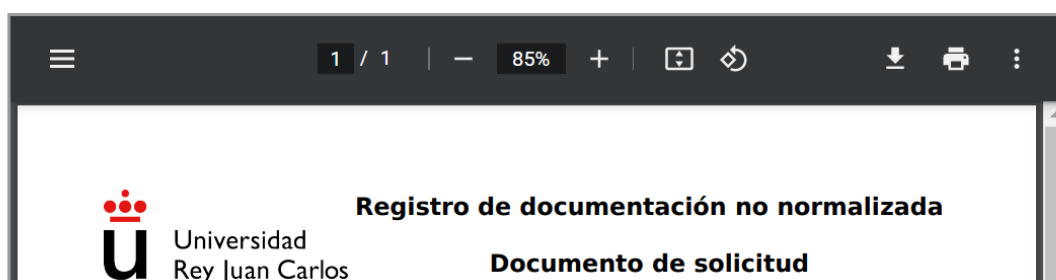 1 / 1 85%
Registro de documentación no normalizada
Universidad
Rey Juan Carlos
Documento de solicitud